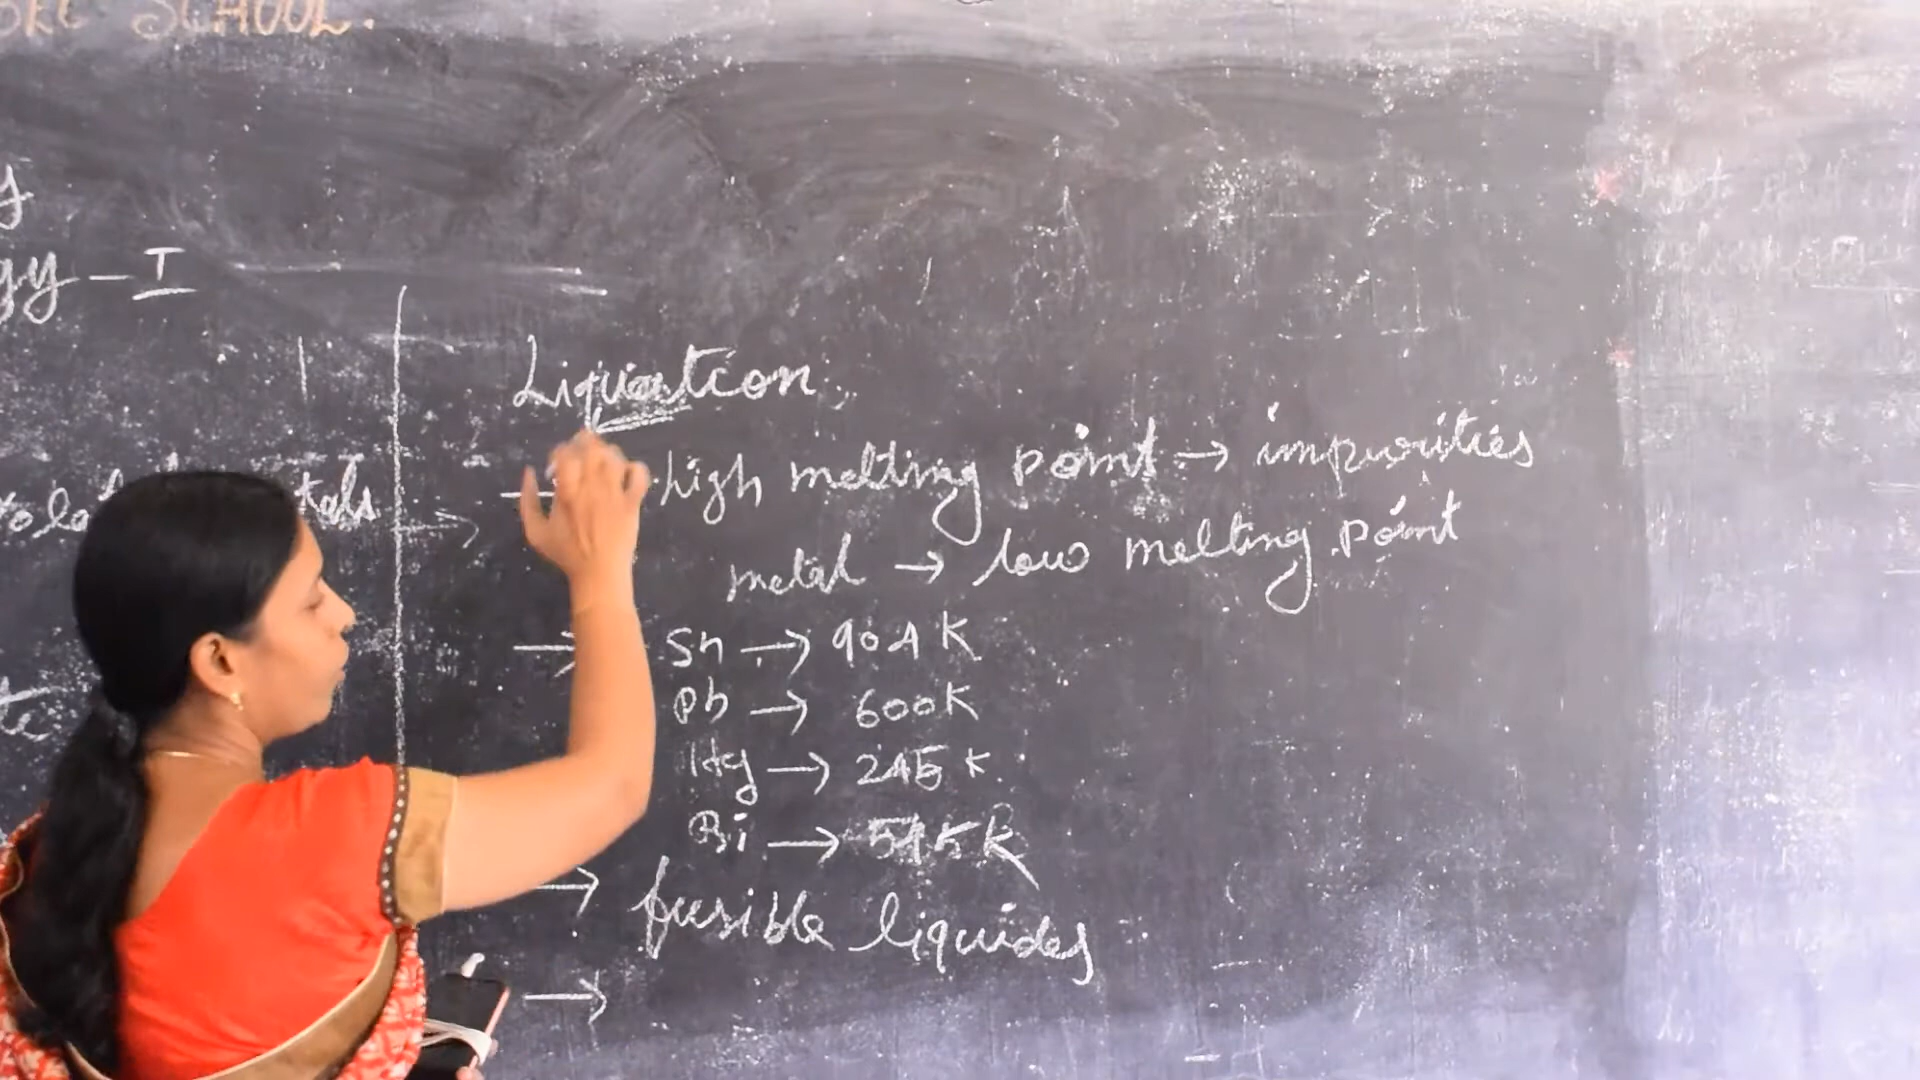 SCHOOL.
gy - I
Liquation
→ high melting point → impurities
metal → low melting point
→ Sn → 904 K
Pb → 600K
Hg → 245 K
Bi → 545 K
→ fusible liquides
→